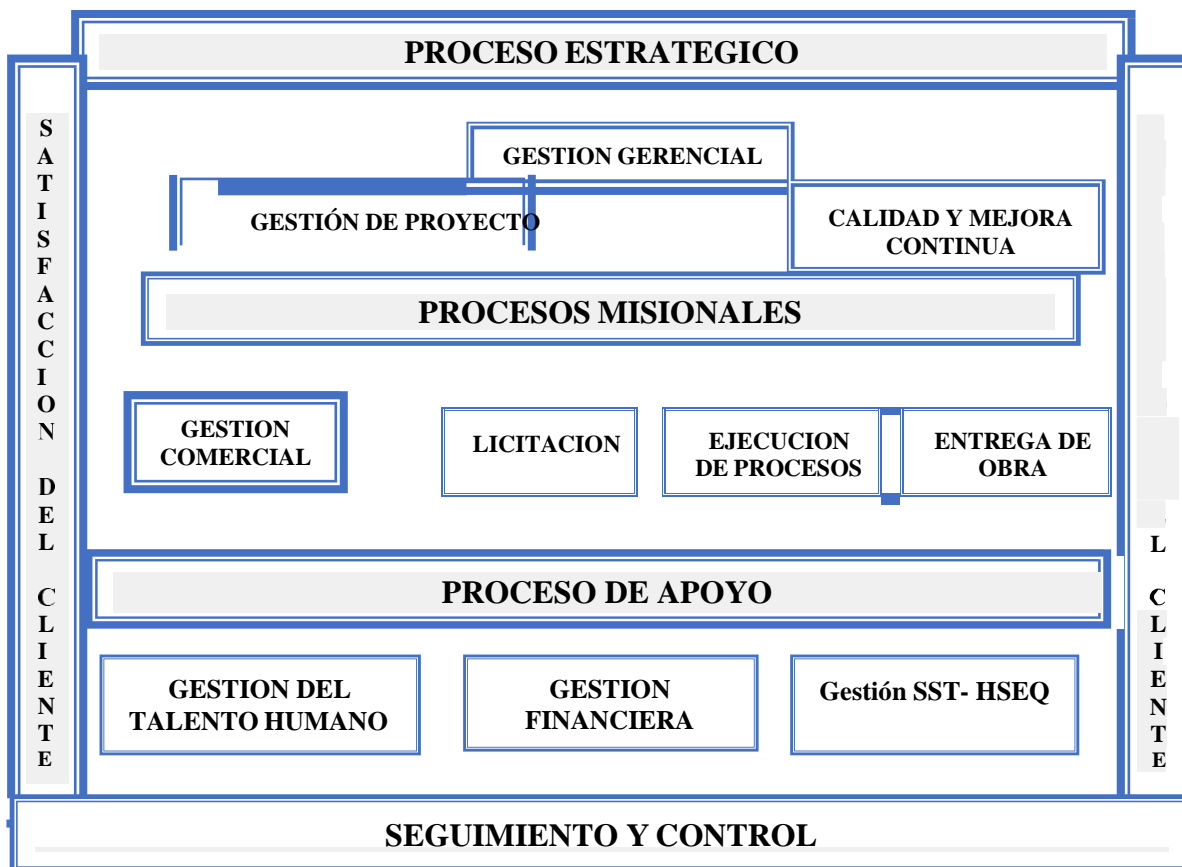 PROCESO ESTRATEGICO
SATISFACCION DEL CLIENTE
GESTION GERENCIAL
GESTIÓN DE PROYECTO
CALIDAD Y MEJORA
CONTINUA
PROCESOS MISIONALES
GESTION
COMERCIAL
LICITACION
EJECUCION
DE PROCESOS
ENTREGA DE
OBRA
PROCESO DE APOYO
GESTION DEL
TALENTO HUMANO
GESTION
FINANCIERA
Gestión SST- HSEQ
L CLIENTE
SEGUIMIENTO Y CONTROL